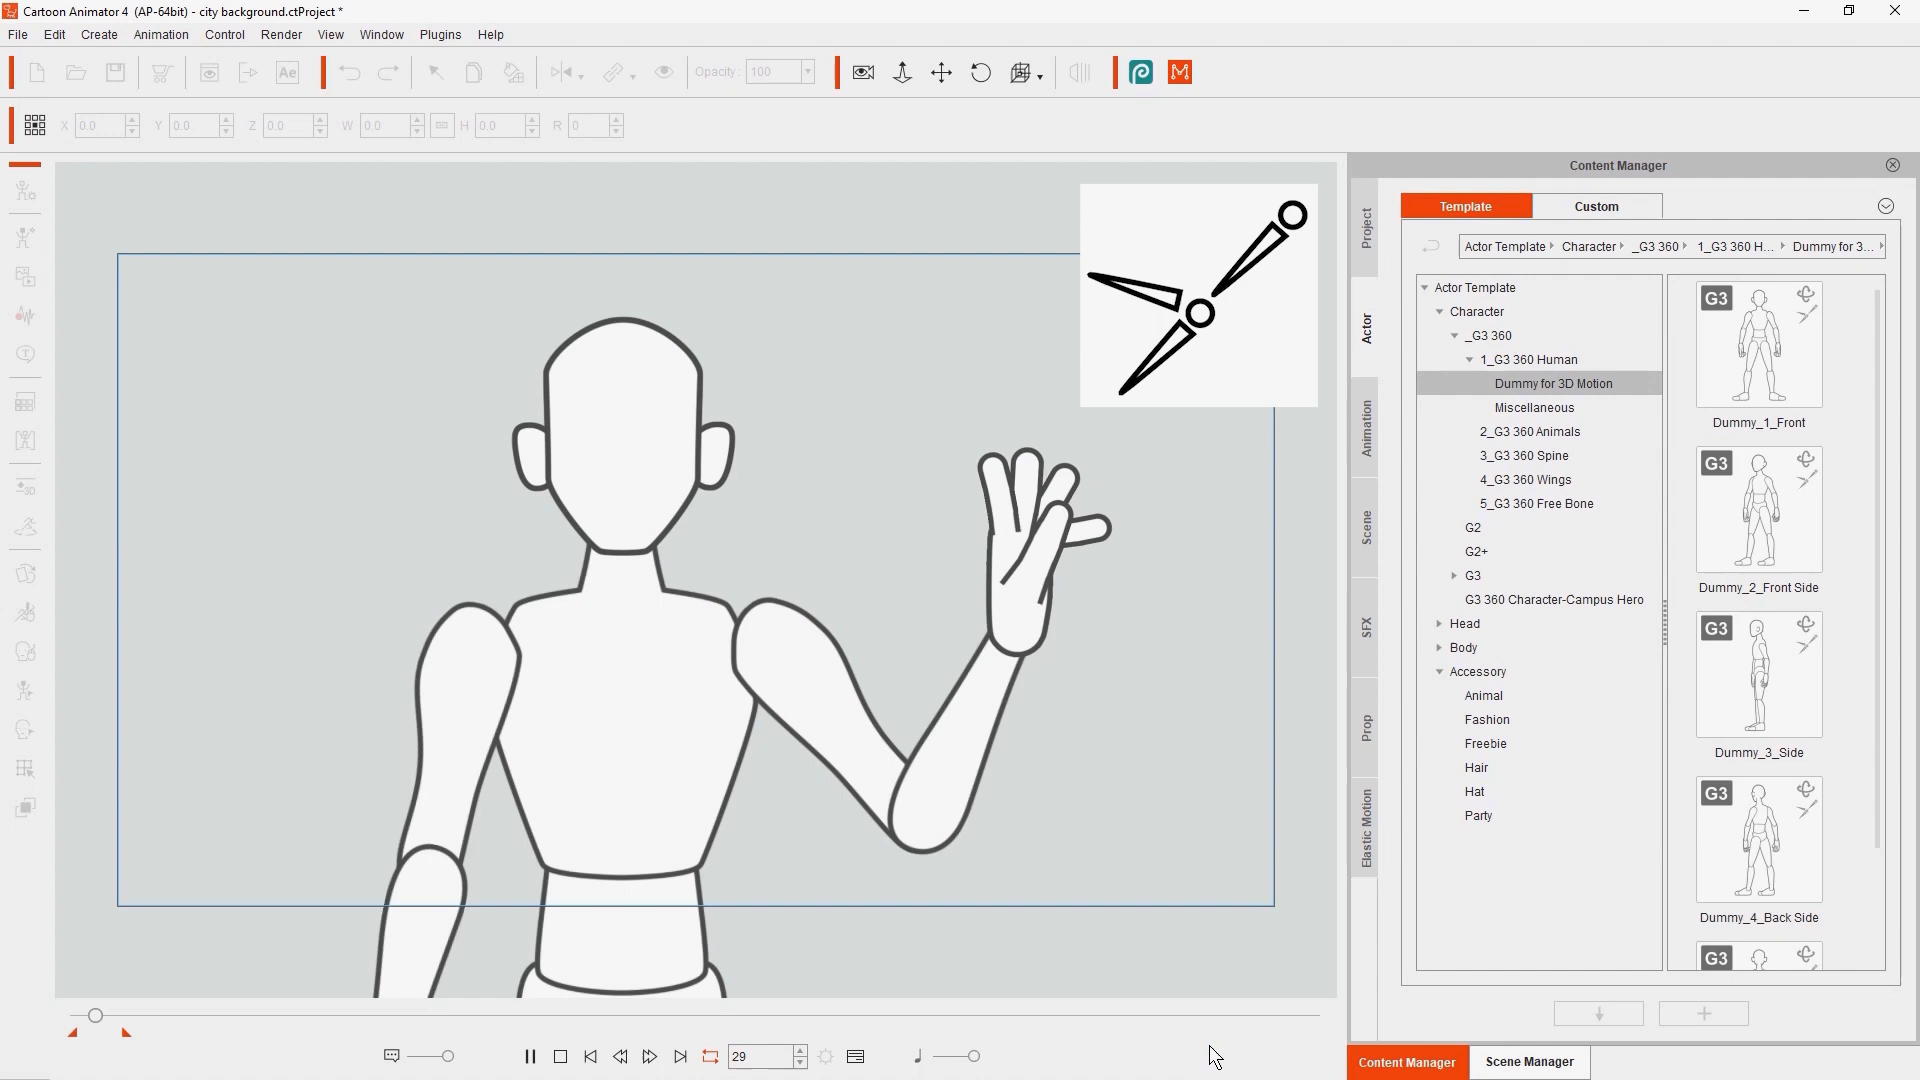 Cartoon Animator 4 (AP-64bit) - city background.ctProject *
File Edit Create Animation Control Render View Window Plugins Help
Ae Opacity : 100
X 0.0 Y 0.0 Z 0.0 W 0.0 H 0.0 R 0
Content Manager
Template Custom
Actor Template Character _G3 360 1_G3 360 H... Dummy for 3...
Project
Actor
Animation
Scene
SFX
Prop
Elastic Motion
Actor Template
Character
_G3 360
1_G3 360 Human
Dummy for 3D Motion
Miscellaneous
2_G3 360 Animals
3_G3 360 Spine
4_G3 360 Wings
5_G3 360 Free Bone
G2
G2+
G3
G3 360 Character-Campus Hero
Head
Body
Accessory
Animal
Fashion
Freebie
Hair
Hat
Party
G3
Dummy_1_Front
G3
Dummy_2_Front Side
G3
Dummy_3_Side
G3
Dummy_4_Back Side
G3
3D
29
Content Manager Scene Manager